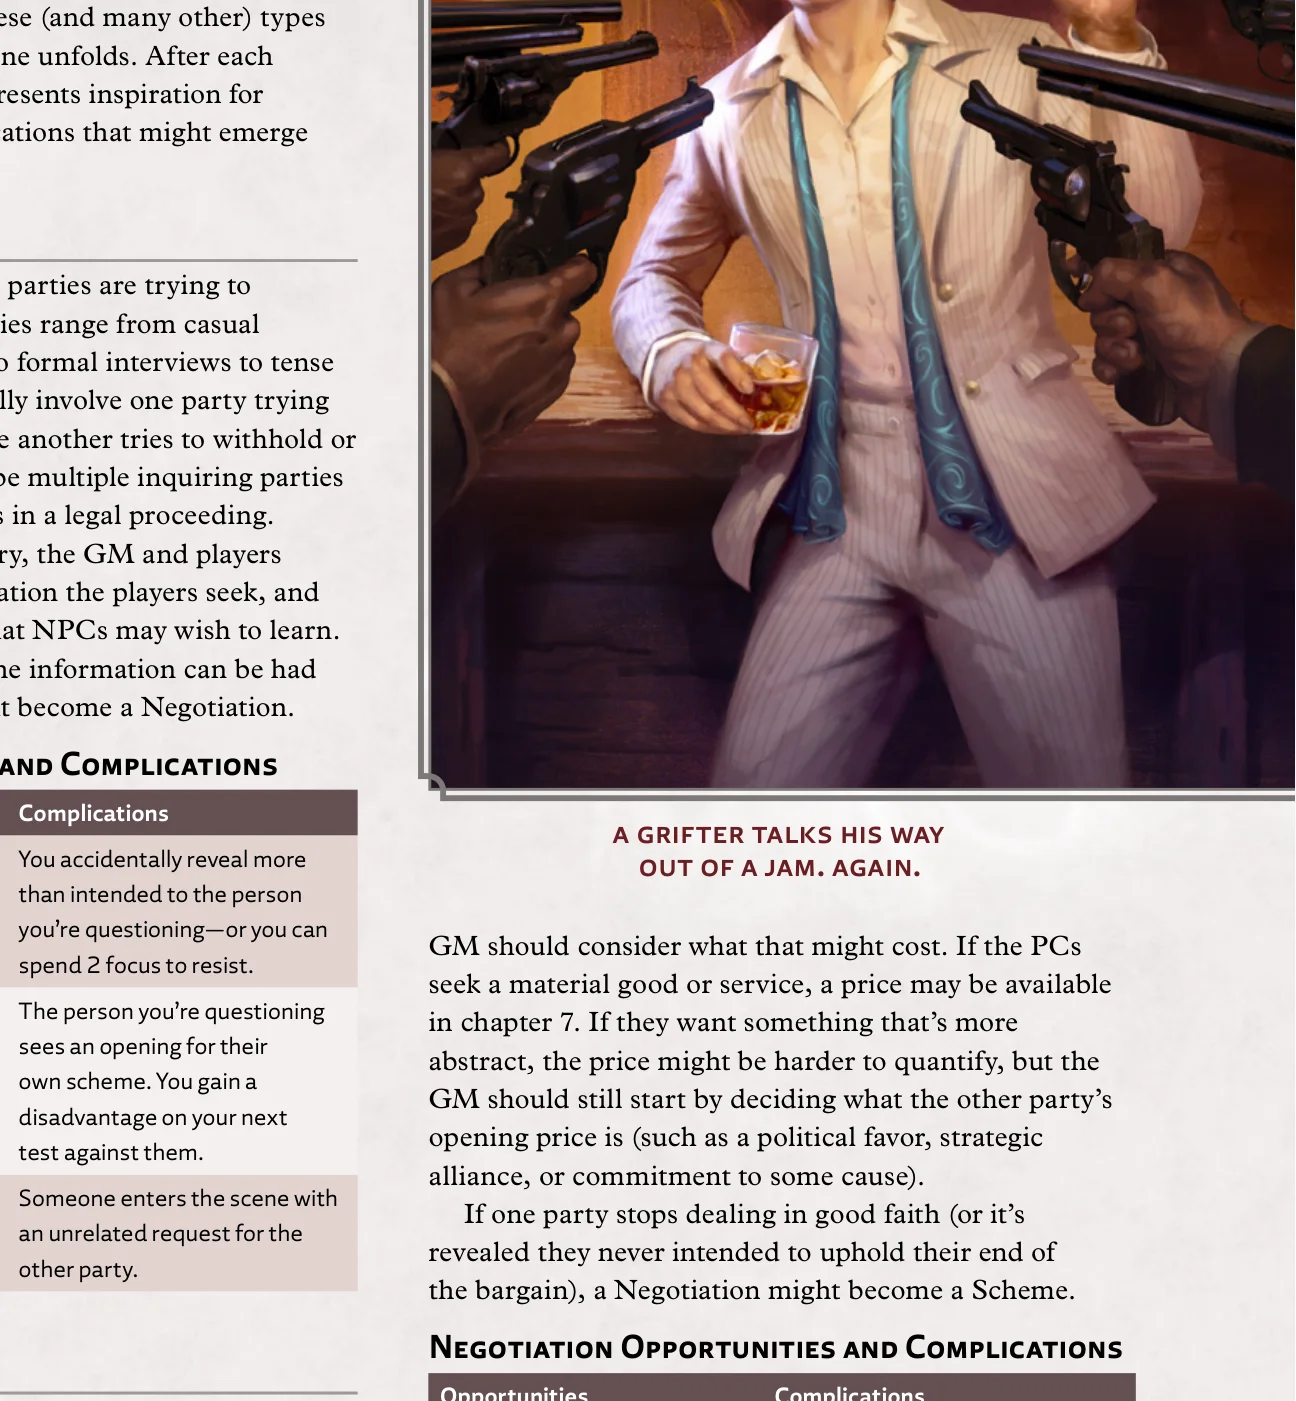 (and many other) types
unfolds. After each
inspiration for
that might emerge
parties are trying to
range from casual
formal interviews to tense
involve one party trying
another tries to withhold or
multiple inquiring parties
in a legal proceeding.
the GM and players
the players seek, and
NPCs may wish to learn.
information can be had
become a Negotiation.
AND COMPLICATIONS
Complications
You accidentally reveal more
than intended to the person
you're questioning—or you can
spend 2 focus to resist.
The person you're questioning
sees an opening for their
own scheme. You gain a
disadvantage on your next
test against them.
Someone enters the scene with
an unrelated request for the
other party.
A GRIFTER TALKS HIS WAY
OUT OF A JAM. AGAIN.
GM should consider what that might cost. If the PCs
seek a material good or service, a price may be available
in chapter 7. If they want something that's more
abstract, the price might be harder to quantify, but the
GM should still start by deciding what the other party's
opening price is (such as a political favor, strategic
alliance, or commitment to some cause).
If one party stops dealing in good faith (or it's
revealed they never intended to uphold their end of
the bargain), a Negotiation might become a Scheme.
NEGOTIATION OPPORTUNITIES AND COMPLICATIONS
Opportunities Complications